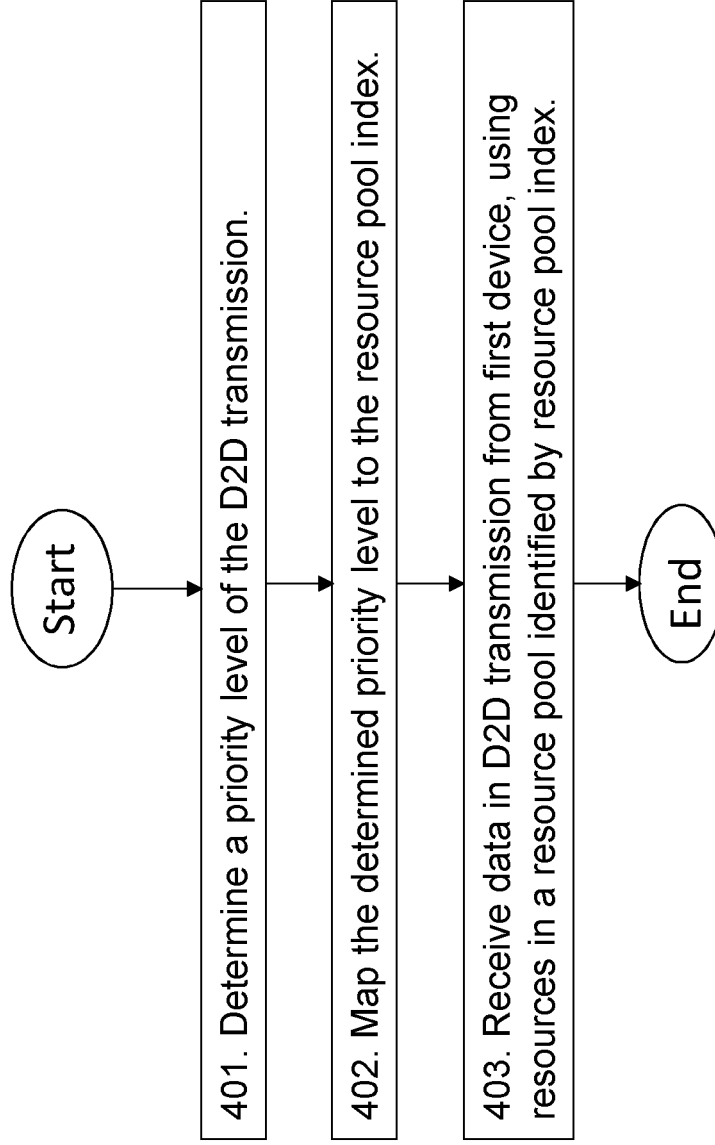 Start
401. Determine a priority level of the D2D transmission.
402. Map the determined priority level to the resource pool index.
403. Receive data in D2D transmission from first device, using
resources in a resource pool identified by resource pool index.
End